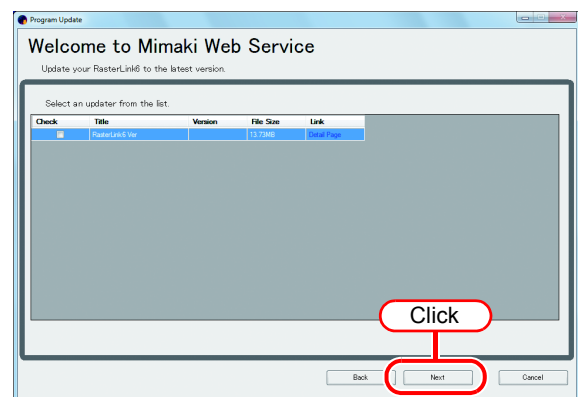 Program Update
Welcome to Mimaki Web Service
Update your RasterLink6 to the latest version.
Select an updater from the list.
Check Title Version File Size Link
RasterLink6 Ver 13.73MB Detail Page
Click
Back Next Cancel